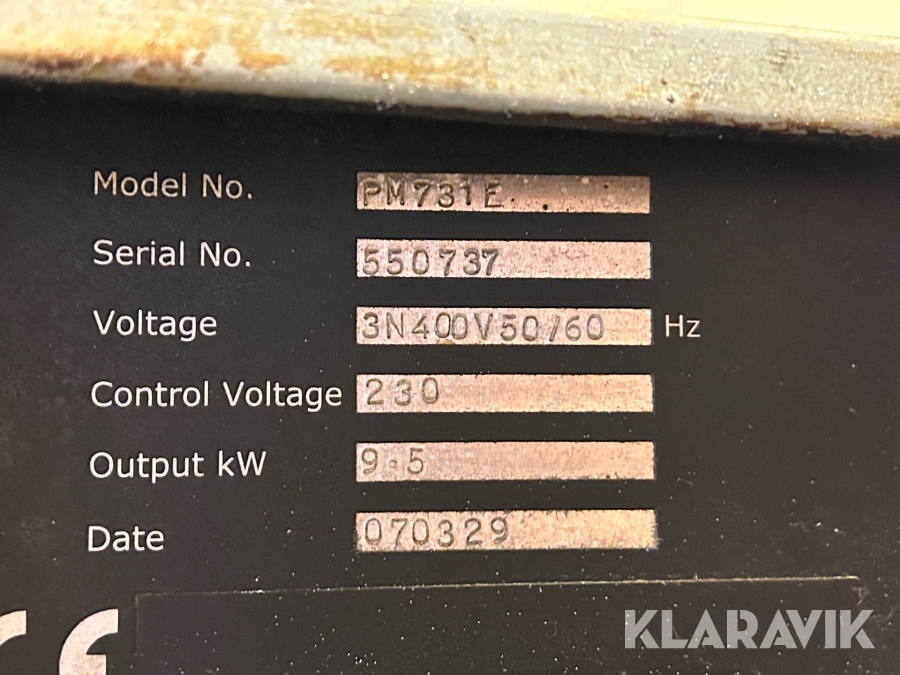 Model No. PM731E
Serial No. 550737
Voltage 3N400V50/60 Hz
Control Voltage 230
Output kW 9.5
Date 070329
CE
KLARAVIK